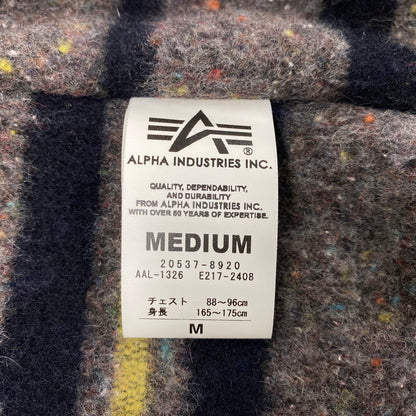 ®
ALPHA INDUSTRIES INC.
QUALITY, DEPENDABILITY,
AND DURABILITY
FROM ALPHA INDUSTRIES INC.
WITH OVER 50 YEARS OF EXPERTISE.
MEDIUM
20537-8920
AAL-1326 E217-2408
チェスト 88～96cm
身長 165～175cm
M